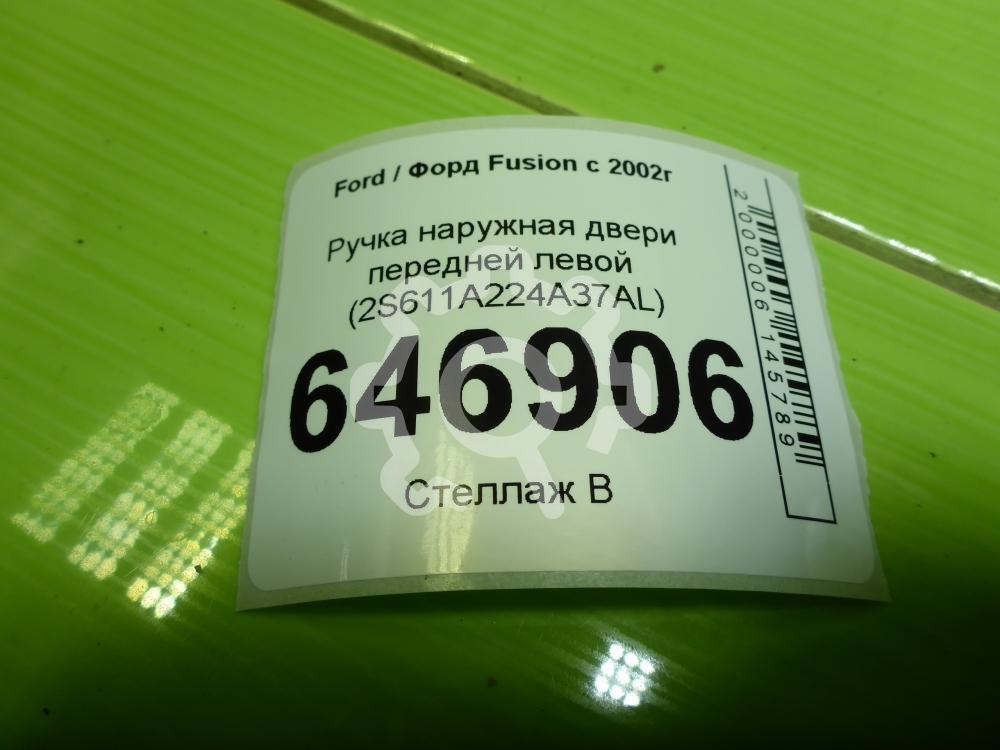 Ford / Форд Fusion с 2002г
Ручка наружная двери
передней левой
(2S611A224A37AL)
646906
Стеллаж В
2000006145789